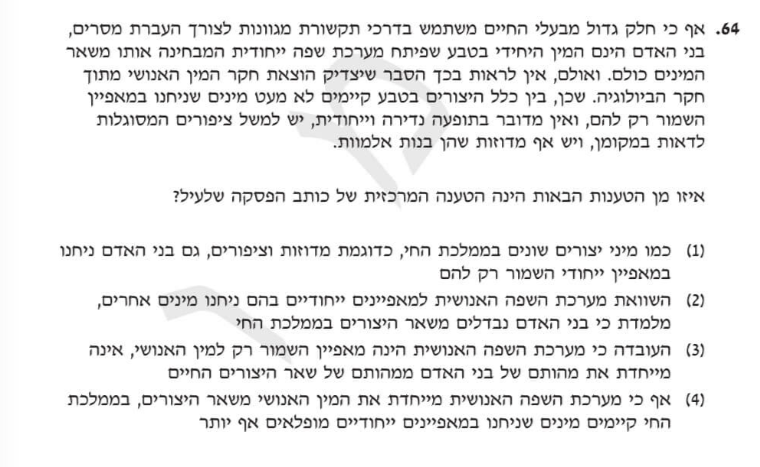 64. אף כי חלק גדול מבעלי החיים משתמש בדרכי תקשורת מגוונות לצורך העברת מסרים,
בני האדם הינם המין היחידי בטבע שפיתח מערכת שפה ייחודית המבחינה אותו משאר
המינים כולם. ואולם, אין לראות בכך הסבר שיצדיק הוצאת חקר המין האנושי מתוך
חקר הביולוגיה. שכן, בין כלל היצורים בטבע קיימים לא מעט מינים שניחנו במאפיין
השמור רק להם, ואין מדובר בתופעה נדירה וייחודית, יש למשל ציפורים המסוגלות
לדאות במקומן, ויש אף מדוזות שהן בנות אלמוות.
איזו מן הטענות הבאות הינה הטענה המרכזית של כותב הפסקה שלעיל?
(1) כמו מיני יצורים שונים בממלכת החי, כדוגמת מדוזות וציפורים, גם בני האדם ניחנו
במאפיין ייחודי השמור רק להם
(2) השוואת מערכת השפה האנושית למאפיינים ייחודיים בהם ניחנו מינים אחרים,
מלמדת כי בני האדם נבדלים משאר היצורים בממלכת החי
(3) העובדה כי מערכת השפה האנושית הינה מאפיין השמור רק למין האנושי, אינה
מייחדת את מהותם של בני האדם ממהותם של שאר היצורים החיים
(4) אף כי מערכת השפה האנושית מייחדת את המין האנושי משאר היצורים, בממלכת
החי קיימים מינים שניחנו במאפיינים ייחודיים מופלאים אף יותר